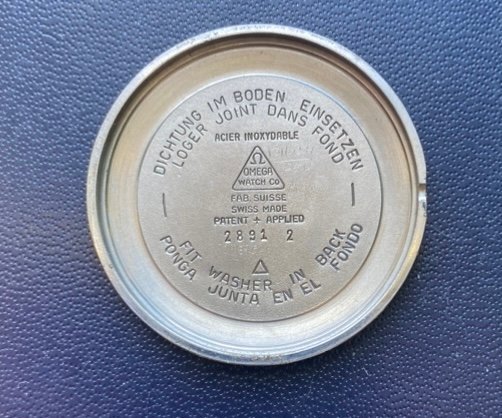 DICHTUNG IM BODEN EINSETZEN
LOGER JOINT DANS FOND
ACIER INOXYDABLE
Ω
OMEGA
WATCH Co
FAB. SUISSE
SWISS MADE
PATENT + APPLIED
2891 2
FIT WASHER IN BACK
PONGA JUNTA EN EL FONDO